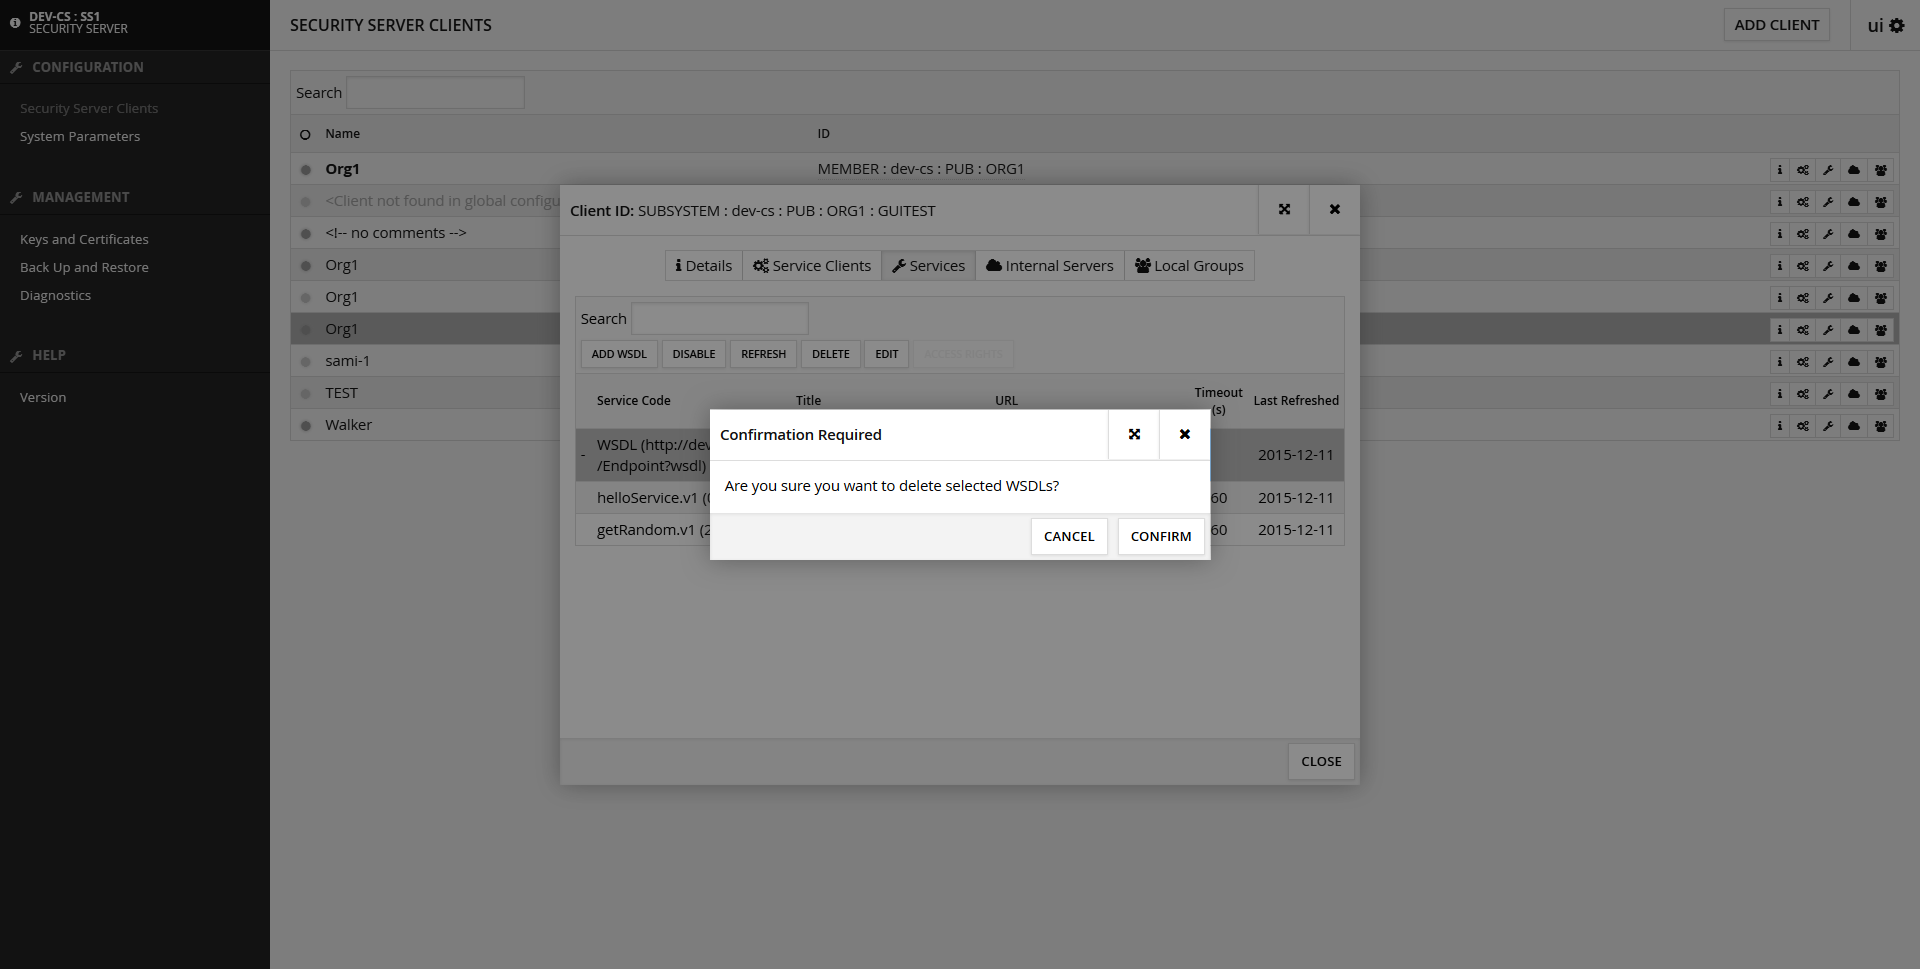 DEV-CS : SS1
SECURITY SERVER
CONFIGURATION
Security Server Clients
System Parameters
MANAGEMENT
Keys and Certificates
Back Up and Restore
Diagnostics
HELP
Version
SECURITY SERVER CLIENTS
ADD CLIENT
ui
Search
Name ID
Org1 MEMBER : dev-cs : PUB : ORG1
<Client not found in global configu
<!-- no comments -->
Org1
Org1
Org1
sami-1
TEST
Walker
Client ID: SUBSYSTEM : dev-cs : PUB : ORG1 : GUITEST
Details Service Clients Services Internal Servers Local Groups
Search
ADD WSDL DISABLE REFRESH DELETE EDIT ACCESS RIGHTS
Service Code Title URL Timeout (s) Last Refreshed
- WSDL (http://dev
/Endpoint?wsdl) 2015-12-11
helloService.v1 (0 60 2015-12-11
getRandom.v1 (2 60 2015-12-11
Confirmation Required
Are you sure you want to delete selected WSDLs?
CANCEL CONFIRM
CLOSE